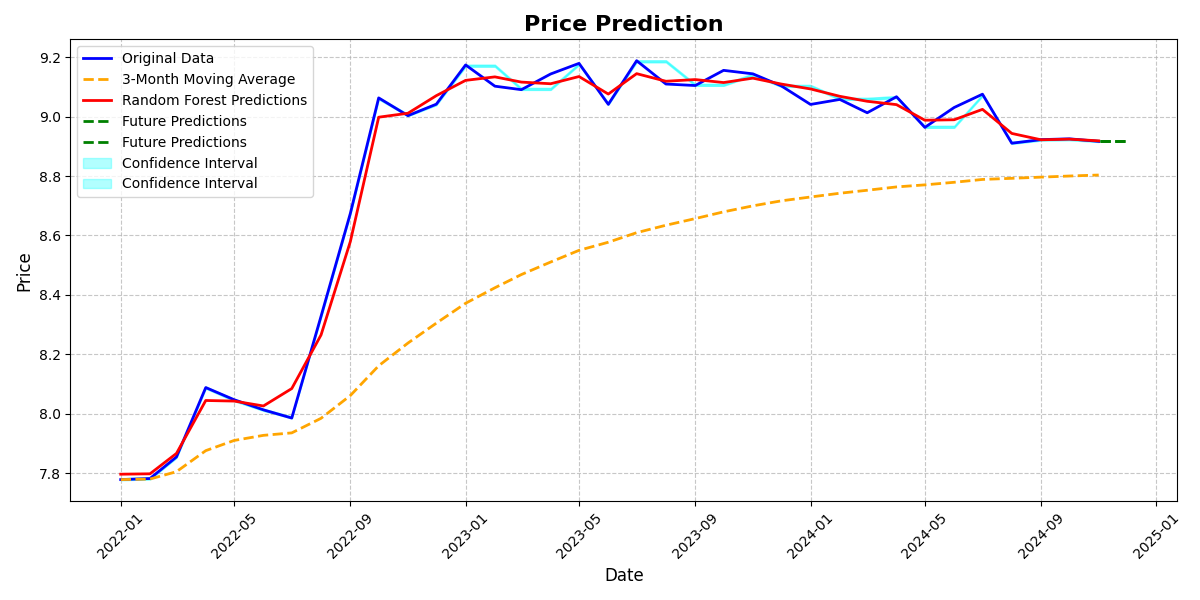 Price Prediction
Original Data
3-Month Moving Average
Random Forest Predictions
Future Predictions
Future Predictions
Confidence Interval
Confidence Interval
9.2
9.0
8.8
8.6
8.4
8.2
8.0
7.8
Price
2022-01
2022-05
2022-09
2023-01
2023-05
2023-09
2024-01
2024-05
2024-09
2025-01
Date